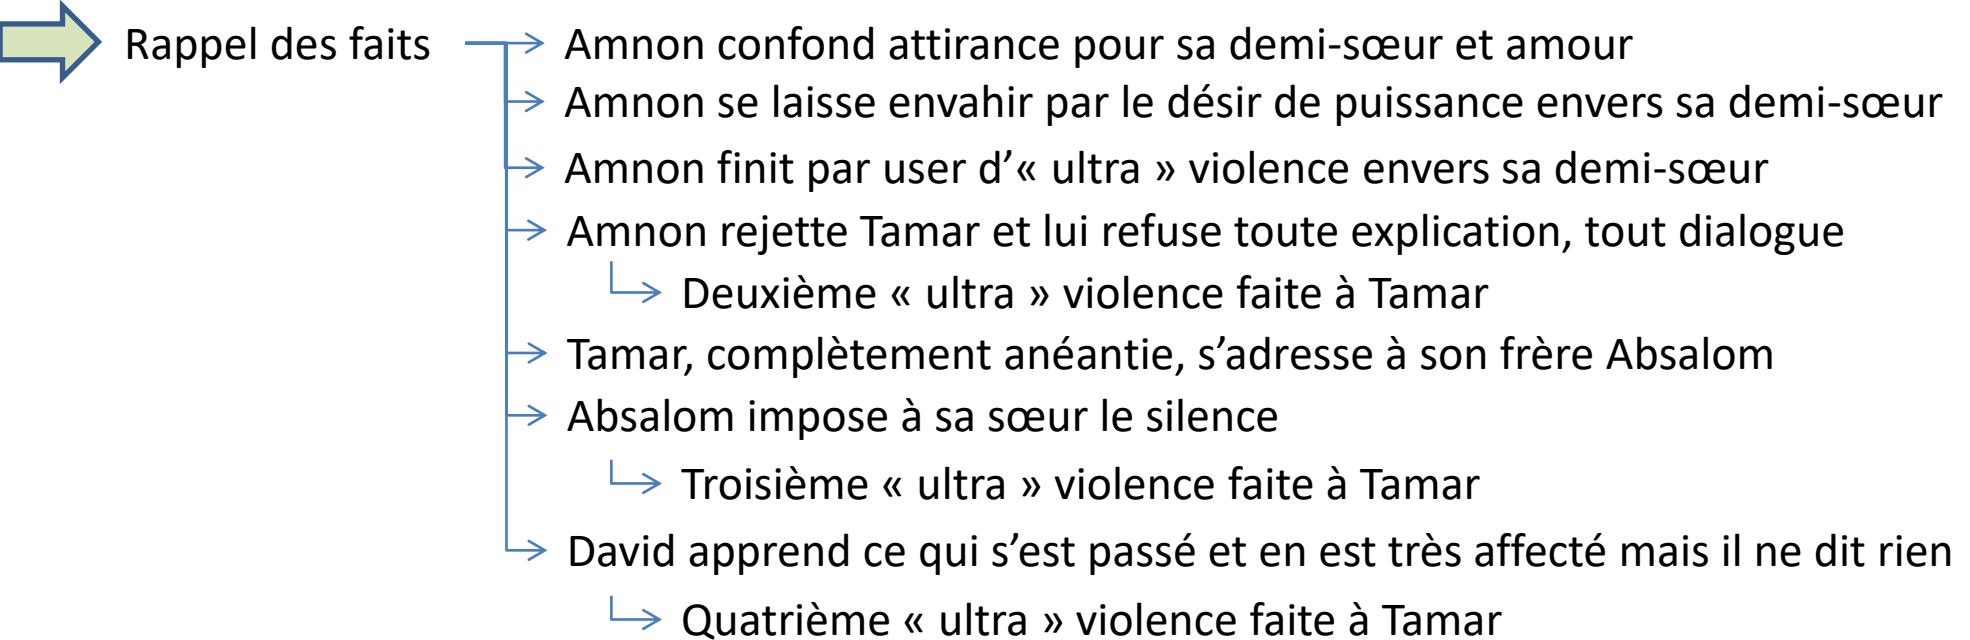 Rappel des faits Amnon confond attirance pour sa demi-sœur et amour
Amnon se laisse envahir par le désir de puissance envers sa demi-sœur
Amnon finit par user d’« ultra » violence envers sa demi-sœur
Amnon rejette Tamar et lui refuse toute explication, tout dialogue
Deuxième « ultra » violence faite à Tamar
Tamar, complètement anéantie, s’adresse à son frère Absalom
Absalom impose à sa sœur le silence
Troisième « ultra » violence faite à Tamar
David apprend ce qui s’est passé et en est très affecté mais il ne dit rien
Quatrième « ultra » violence faite à Tamar